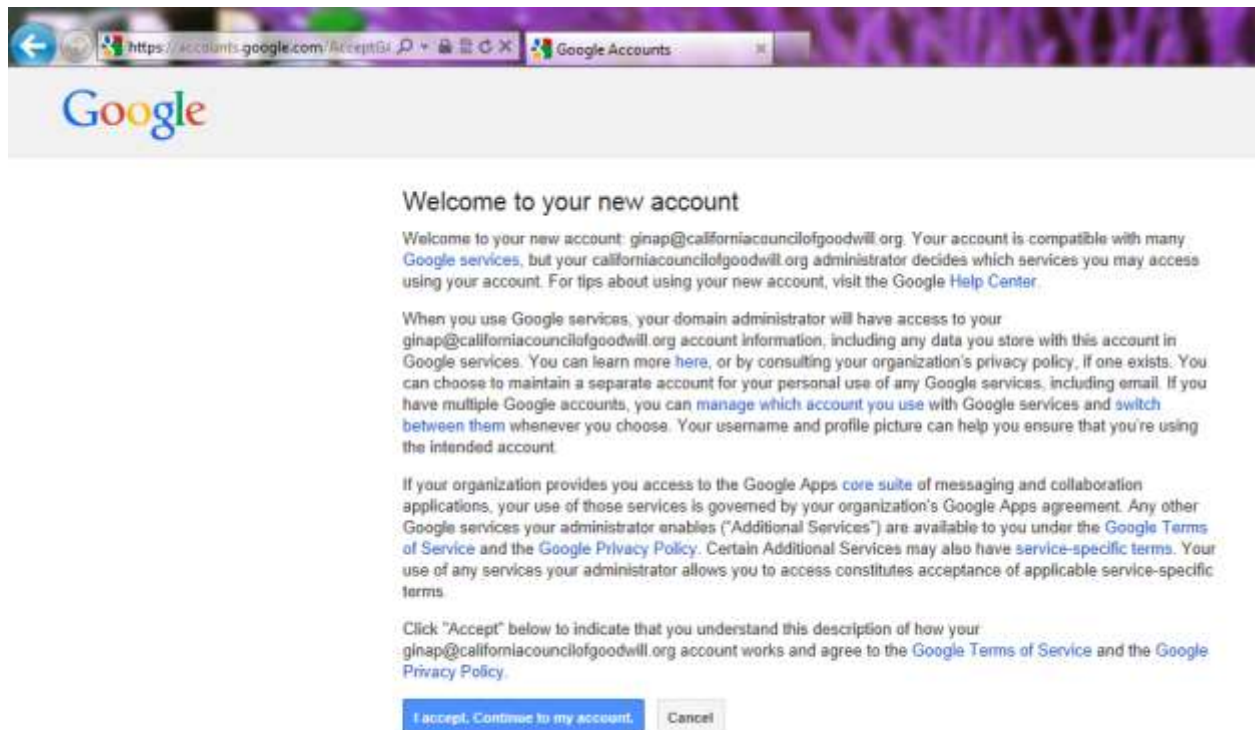 https://accounts.google.com/AcceptGl
Google Accounts
Google
Welcome to your new account
Welcome to your new account: ginap@californiacouncilofgoodwill.org. Your account is compatible with many
Google services, but your californiacouncilofgoodwill.org administrator decides which services you may access
using your account. For tips about using your new account, visit the Google Help Center.
When you use Google services, your domain administrator will have access to your
ginap@californiacouncilofgoodwill.org account information, including any data you store with this account in
Google services. You can learn more here, or by consulting your organization's privacy policy, if one exists. You
can choose to maintain a separate account for your personal use of any Google services, including email. If you
have multiple Google accounts, you can manage which account you use with Google services and switch
between them whenever you choose. Your username and profile picture can help you ensure that you're using
the intended account.
If your organization provides you access to the Google Apps core suite of messaging and collaboration
applications, your use of those services is governed by your organization's Google Apps agreement. Any other
Google services your administrator enables ("Additional Services") are available to you under the Google Terms
of Service and the Google Privacy Policy. Certain Additional Services may also have service-specific terms. Your
use of any services your administrator allows you to access constitutes acceptance of applicable service-specific
terms.
Click "Accept" below to indicate that you understand this description of how your
ginap@californiacouncilofgoodwill.org account works and agree to the Google Terms of Service and the Google
Privacy Policy.
I accept. Continue to my account.
Cancel